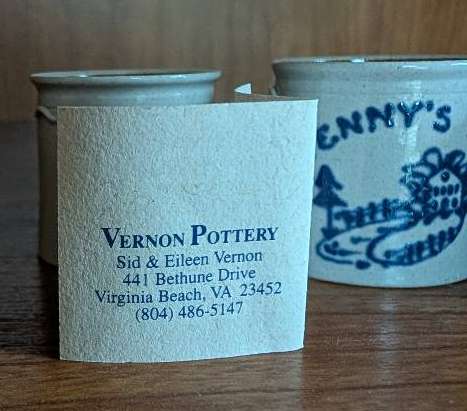 ENNY'S
VERNON POTTERY
Sid & Eileen Vernon
441 Bethune Drive
Virginia Beach, VA 23452
(804) 486-5147